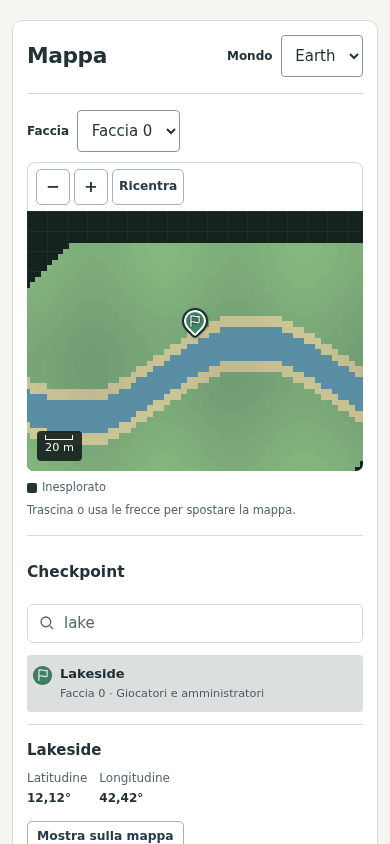 Mappa
Mondo Earth
Faccia Faccia 0
− + Ricentra
20 m
Inesplorato
Trascina o usa le frecce per spostare la mappa.
Checkpoint
lake
Lakeside
Faccia 0 · Giocatori e amministratori
Lakeside
Latitudine Longitudine
12,12° 42,42°
Mostra sulla mappa